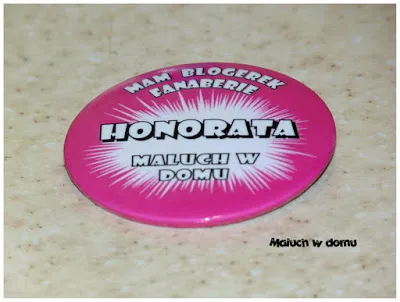 MAM BLOGEREK
FANABERIE
HONORATA
MALUCH W
DOMU
Maluch w domu